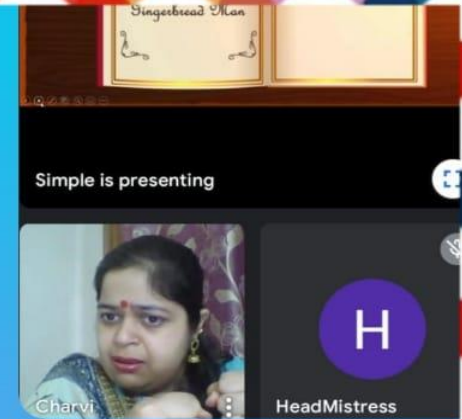 Gingerbread Man
Simple is presenting
H
Charvi
HeadMistress